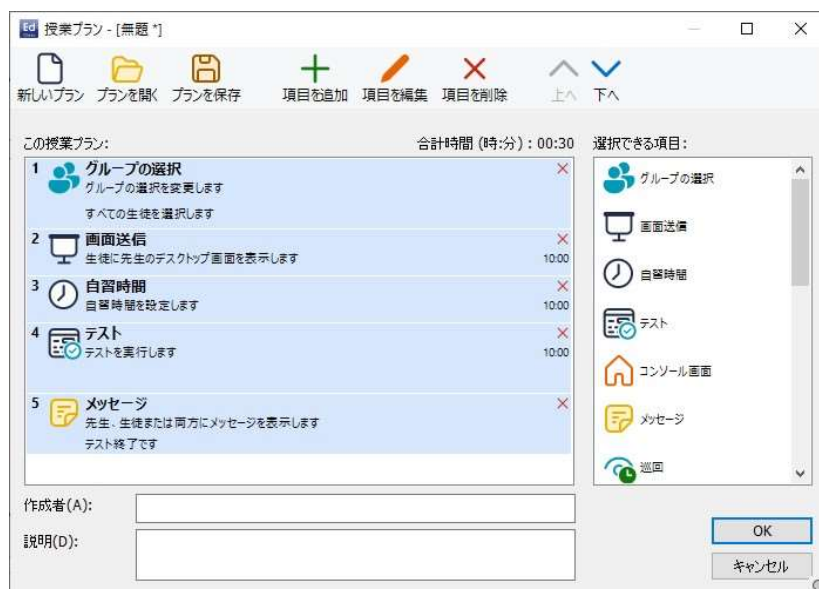 Ed 授業プラン - [無題 *]
新しいプラン プランを開く プランを保存 項目を追加 項目を編集 項目を削除 上へ 下へ
この授業プラン: 合計時間 (時:分) : 00:30
1 グループの選択
グループの選択を変更します
すべての生徒を選択します
2 画面送信
生徒に先生のデスクトップ画面を表示します 10:00
3 自習時間
自習時間を設定します 10:00
4 テスト
テストを実行します 10:00
5 メッセージ
先生、生徒または両方にメッセージを表示します
テスト終了です
選択できる項目:
グループの選択
画面送信
自習時間
テスト
コンソール画面
メッセージ
巡回
作成者(A):
説明(D):
OK
キャンセル